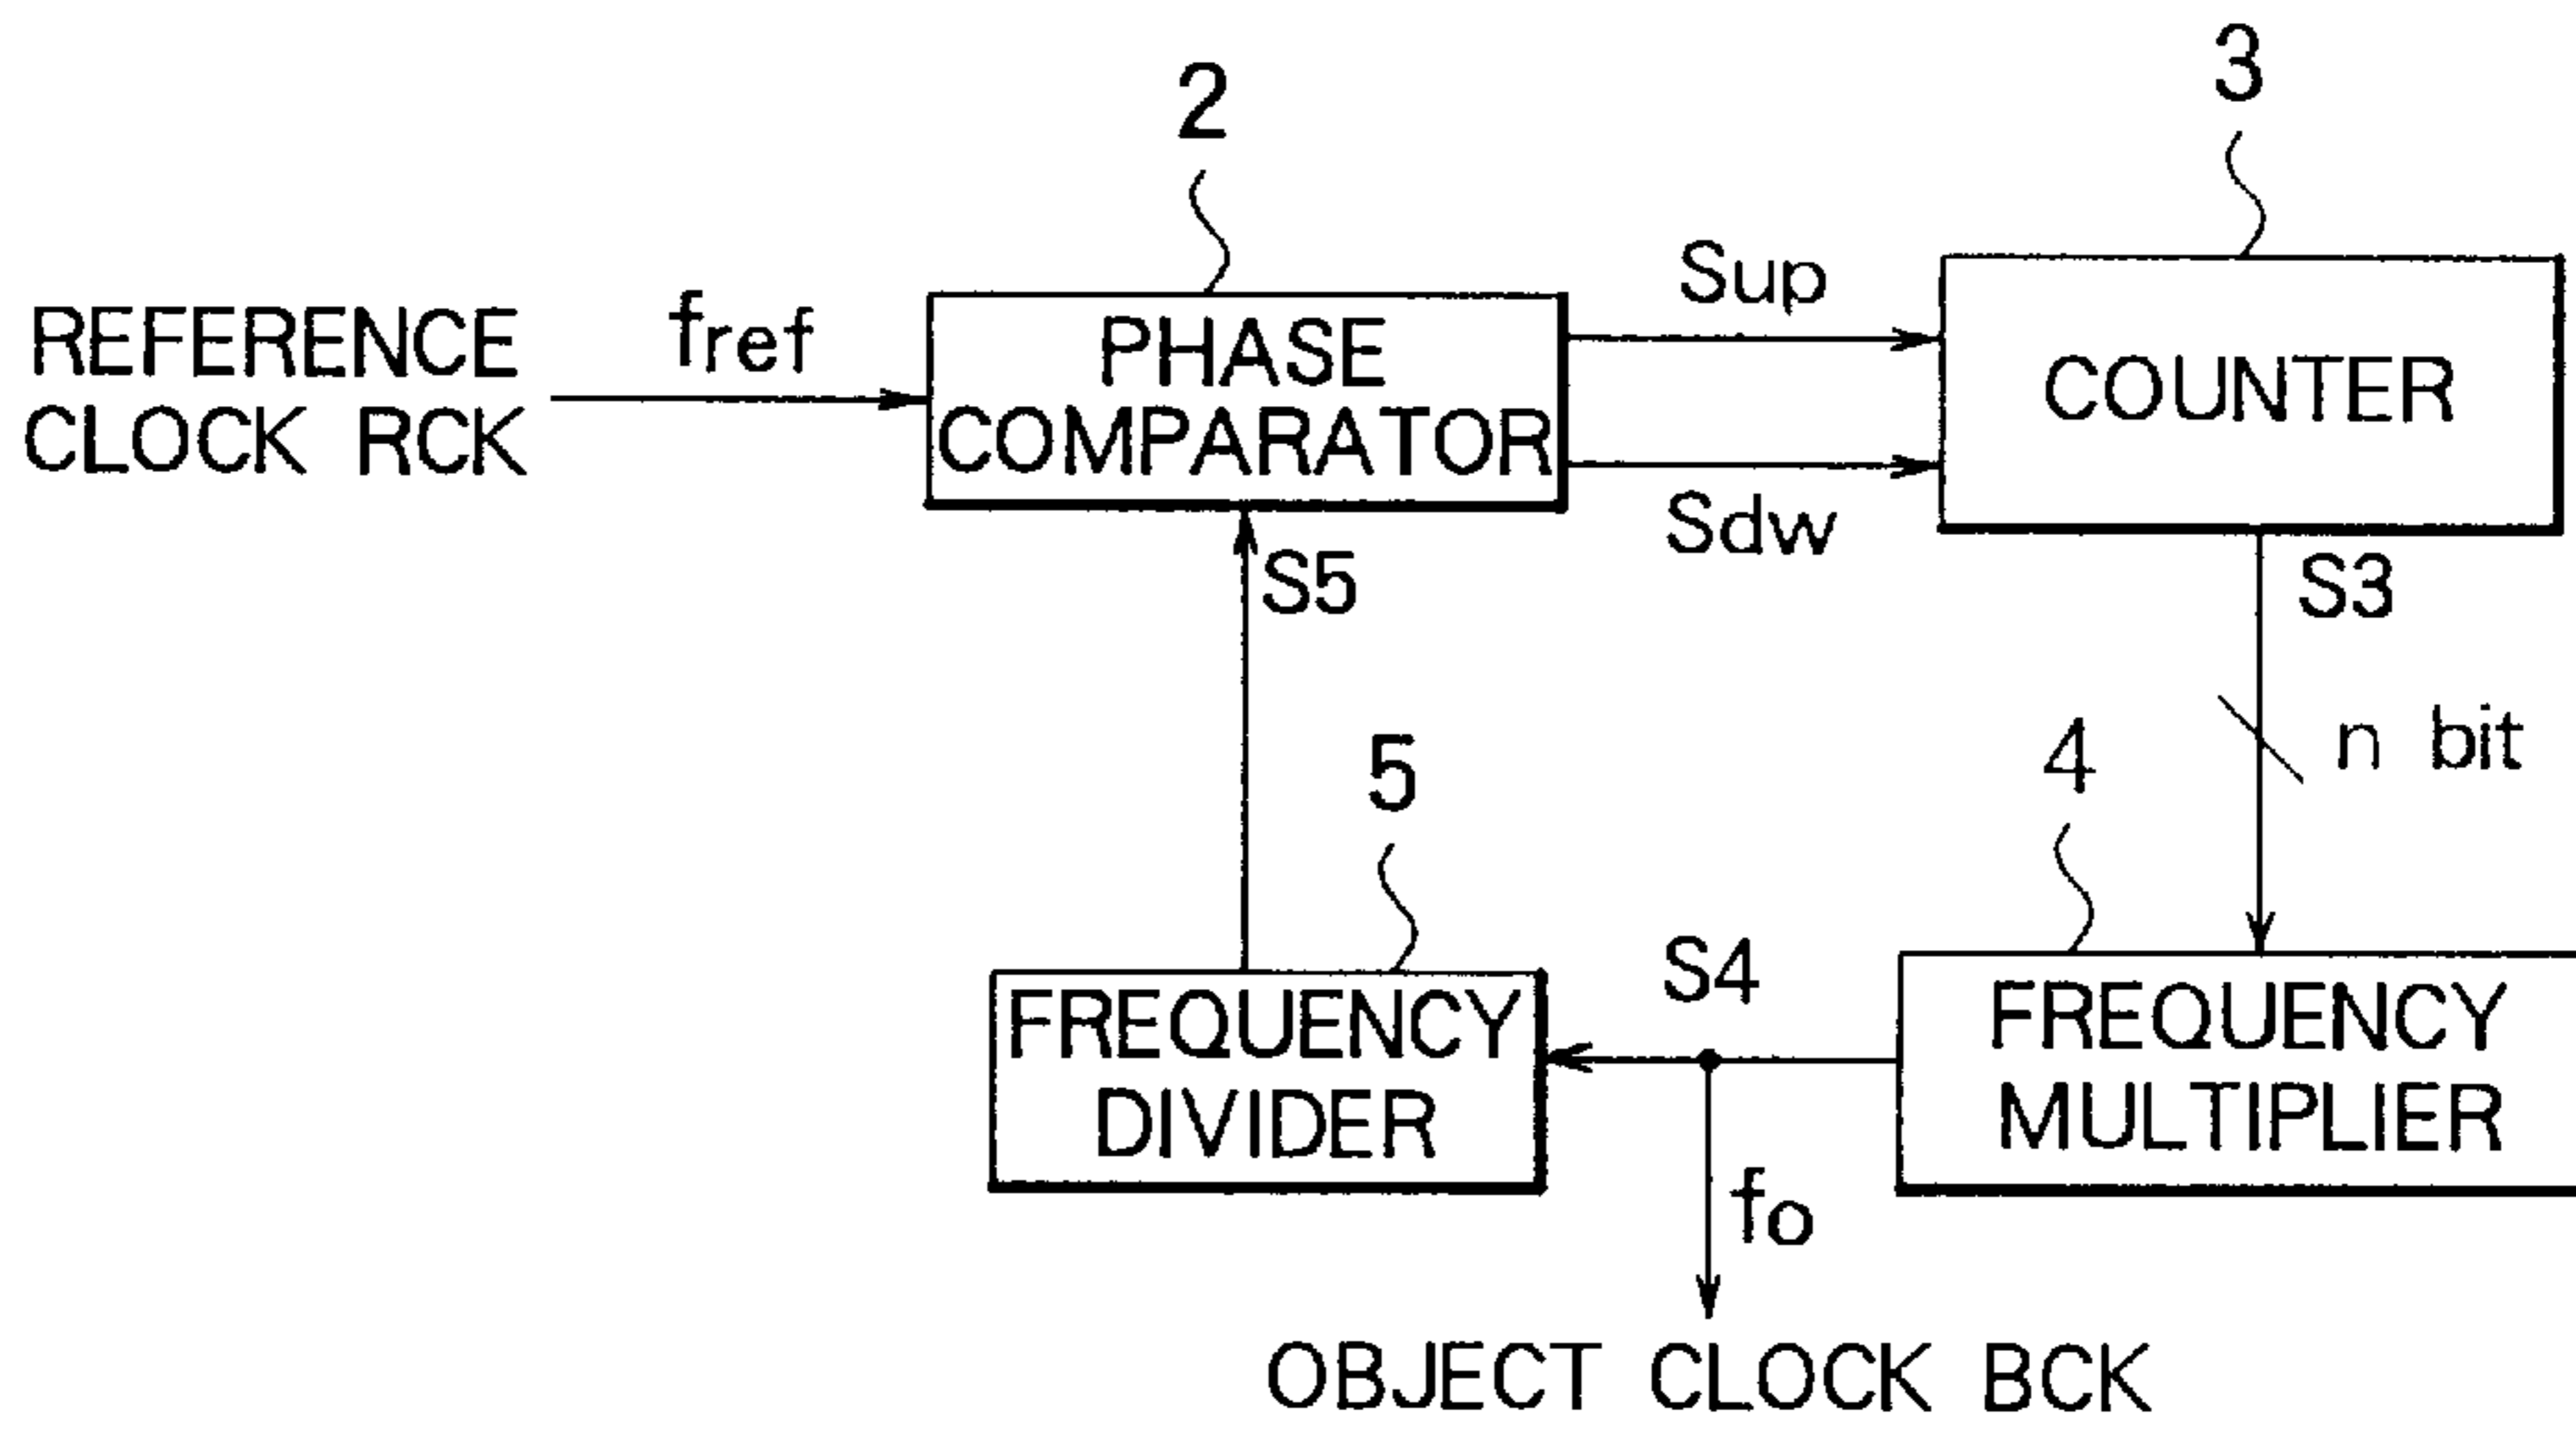 2
3
REFERENCE
CLOCK RCK
fref
PHASE
COMPARATOR
Sup
Sdw
COUNTER
S5
S3
n bit
5
4
FREQUENCY
DIVIDER
S4
FREQUENCY
MULTIPLIER
fo
OBJECT CLOCK BCK